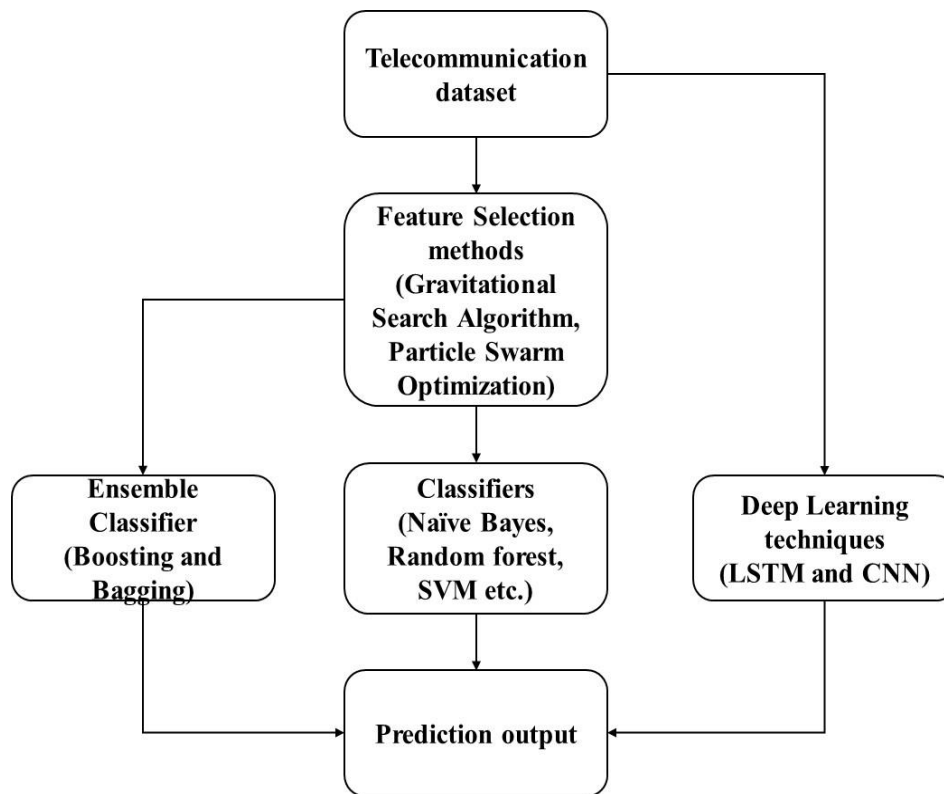 Telecommunication
dataset
Feature Selection
methods
(Gravitational
Search Algorithm,
Particle Swarm
Optimization)
Ensemble
Classifier
(Boosting and
Bagging)
Classifiers
(Naïve Bayes,
Random forest,
SVM etc.)
Deep Learning
techniques
(LSTM and CNN)
Prediction output